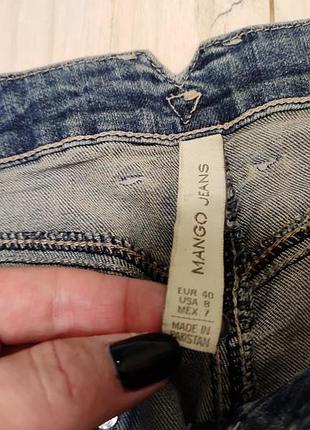 MANGO JEANS
EUR 40
USA 8
MEX 7
MADE IN
PAKISTAN